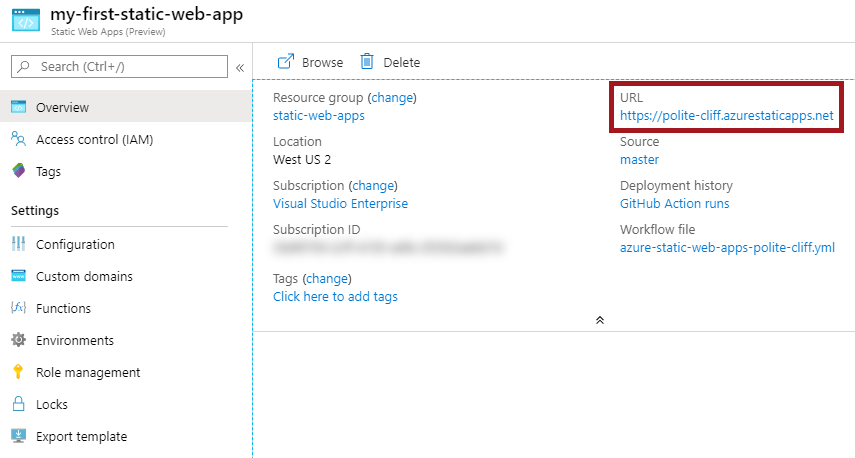 my-first-static-web-app
Static Web Apps (Preview)
Search (Ctrl+/)
«
Overview
Access control (IAM)
Tags
Settings
Configuration
Custom domains
Functions
Environments
Role management
Locks
Export template
Browse
Delete
Resource group (change)
static-web-apps
Location
West US 2
Subscription (change)
Visual Studio Enterprise
Subscription ID
Tags (change)
Click here to add tags
URL
https://polite-cliff.azurestaticapps.net
Source
master
Deployment history
GitHub Action runs
Workflow file
azure-static-web-apps-polite-cliff.yml